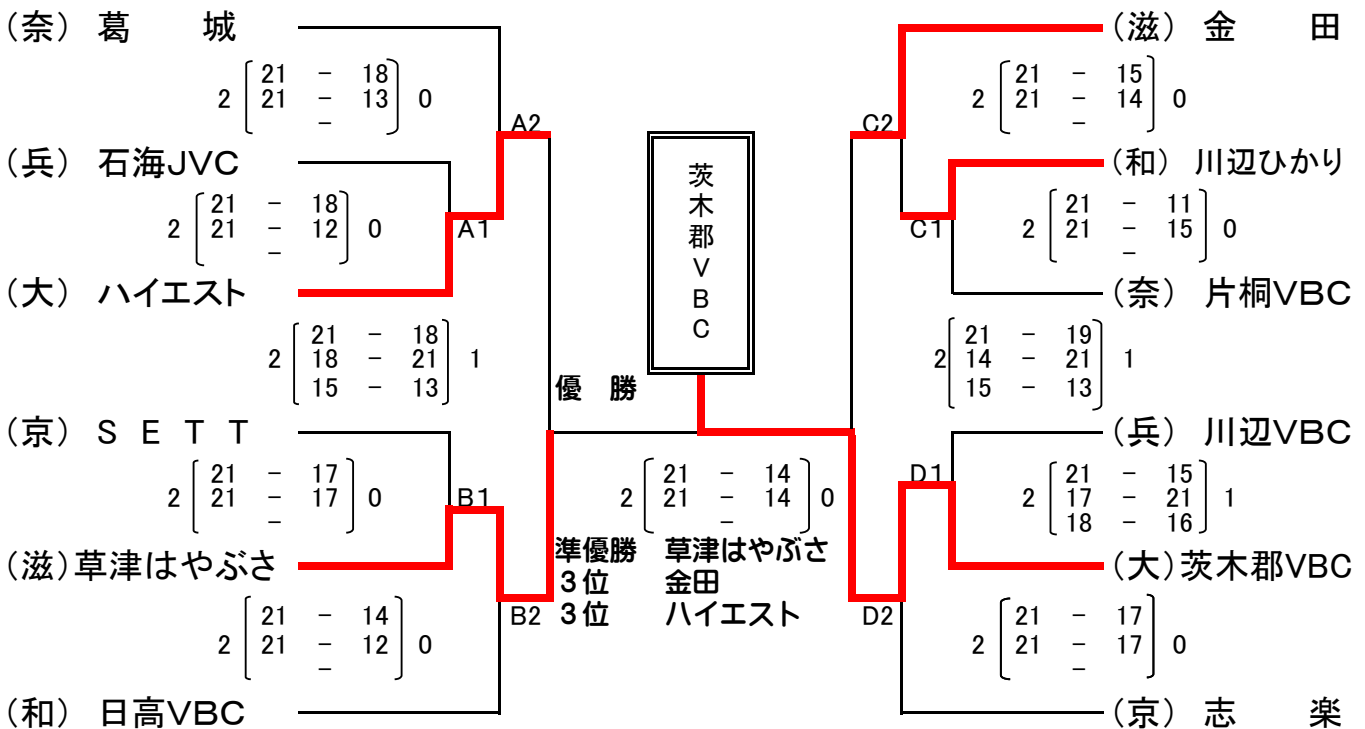 (奈) 葛 城
2 21 - 18 0
21 - 13
-
A2
(兵) 石海JVC
2 21 - 18 0
21 - 12
-
A1
(大) ハイエスト
2 21 - 18 1
18 - 21
15 - 13
(京) S E T T
2 21 - 17 0
21 - 17
-
B1
(滋)草津はやぶさ
2 21 - 14 0
21 - 12
-
B2
(和) 日高VBC
茨木郡VBC
優 勝
2 21 - 14 0
21 - 14
-
準優勝 草津はやぶさ
3位 金田
3位 ハイエスト
(滋) 金 田
2 21 - 15 0
21 - 14
-
C2
(和) 川辺ひかり
2 21 - 11 0
21 - 15
-
C1
(奈) 片桐VBC
2 21 - 19 1
14 - 21
15 - 13
(兵) 川辺VBC
D1
2 21 - 15 1
17 - 21
18 - 16
(大)茨木郡VBC
D2
2 21 - 17 0
21 - 17
-
(京) 志 楽